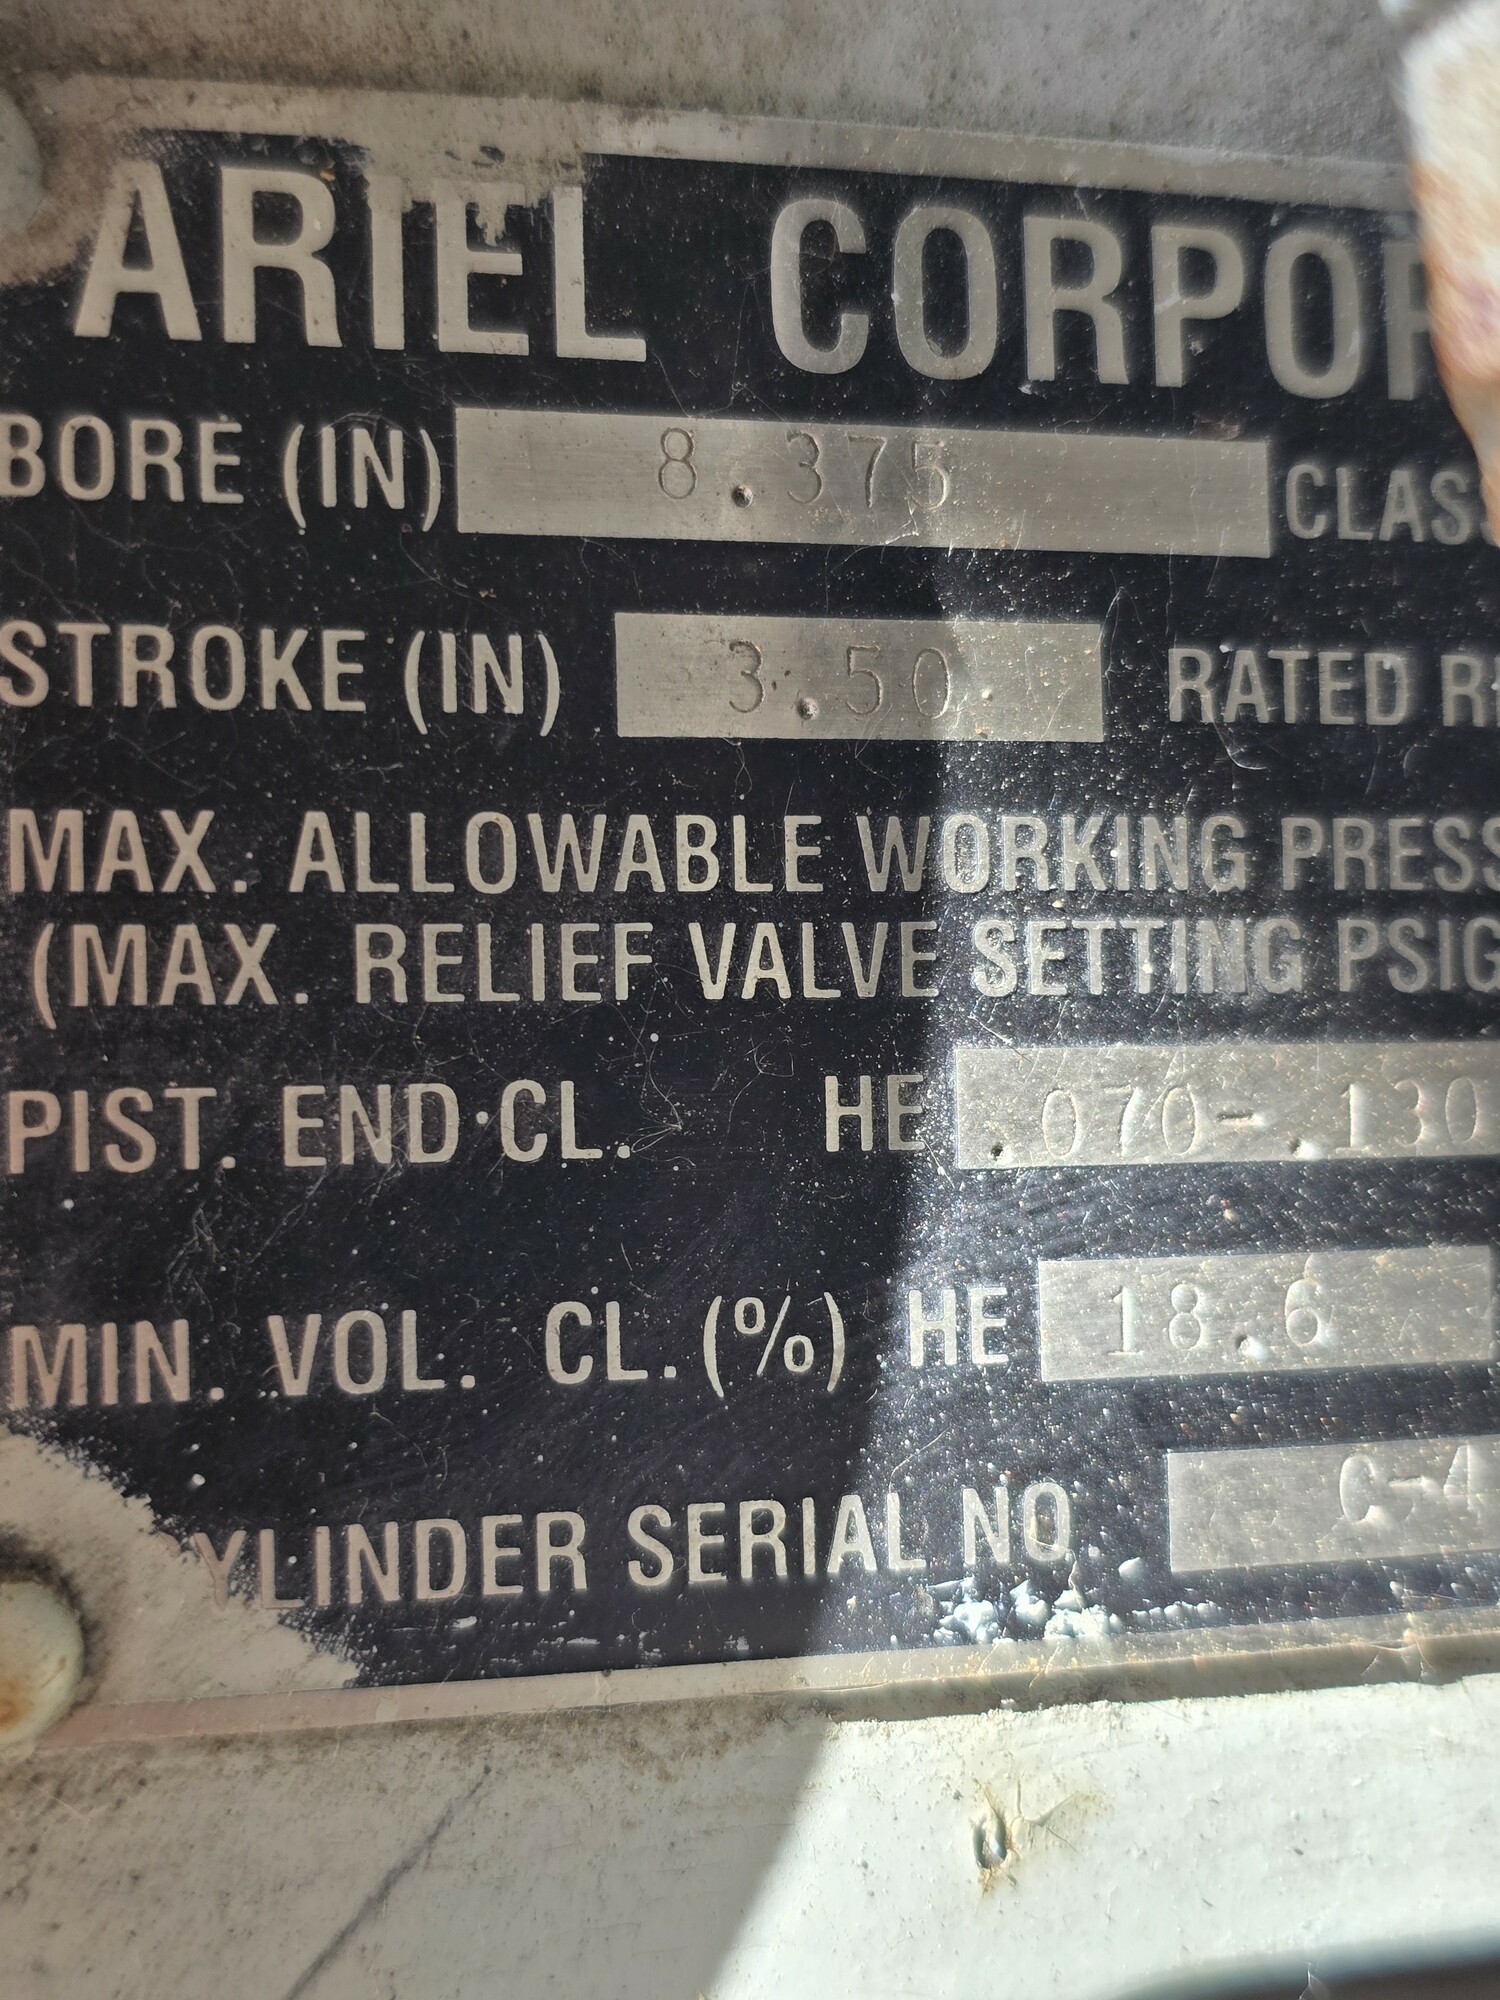 ARIEL CORPOR
BORE (IN) 8.375 CLASS
STROKE (IN) 3.50 RATED R
MAX. ALLOWABLE WORKING PRESS
(MAX. RELIEF VALVE SETTING PSIG
PIST. END CL. HE .070-.130
MIN. VOL. CL. (%) HE 18.6
YLINDER SERIAL NO C-4